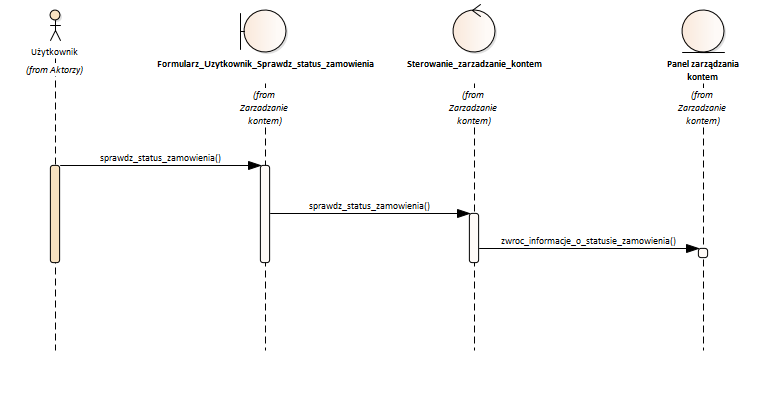 Użytkownik
(from Aktorzy)
Formularz_Uzytkownik_Sprawdz_status_zamowienia
(from
Zarzadzanie
kontem)
Sterowanie_zarzadzanie_kontem
(from
Zarzadzanie
kontem)
Panel zarządzania
kontem
(from
Zarzadzanie
kontem)
sprawdz_status_zamowienia()
sprawdz_status_zamowienia()
zwroc_informacje_o_statusie_zamowienia()